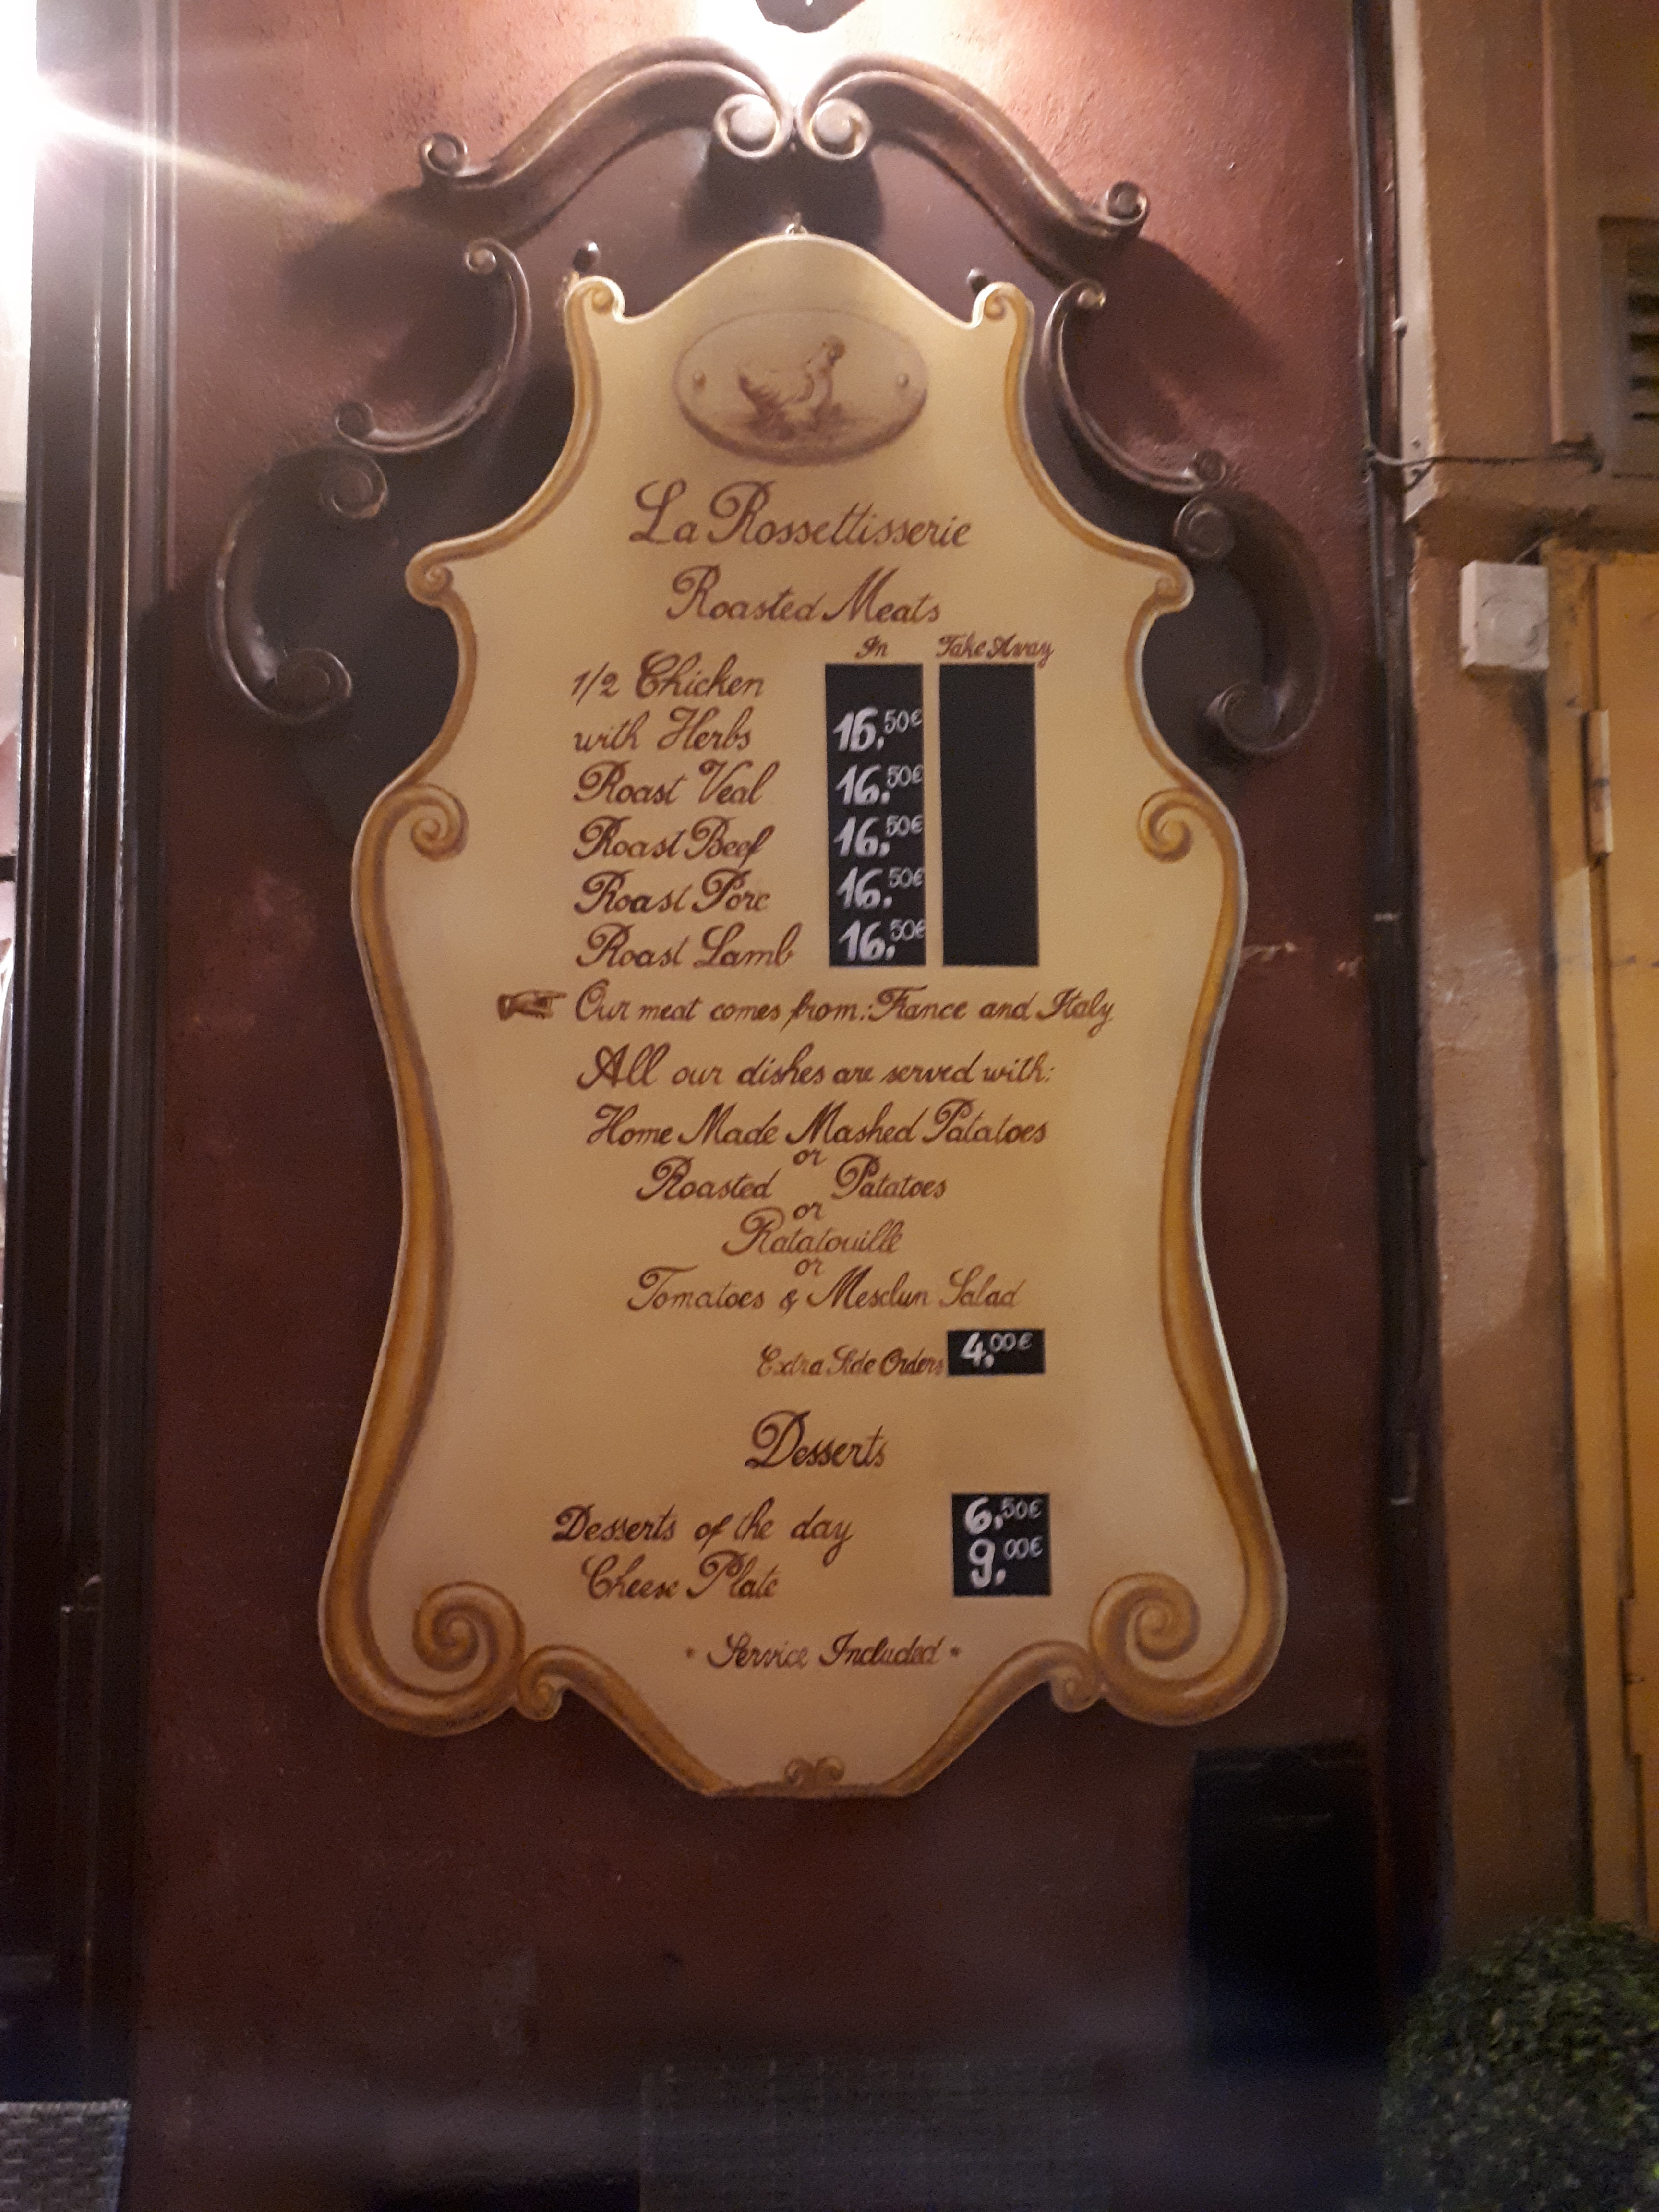 La Rossettisserie
Roasted Meats
In Take Away
1/2 Chicken
with Herbs 16,50€
Roast Veal 16,50€
Roast Beef 16,50€
Roast Porc 16,50€
Roast Lamb 16,50€
Our meat comes from: France and Italy
All our dishes are served with:
Home Made Mashed Patatoes
or
Roasted Patatoes
or
Ratatouille
or
Tomatoes & Mesclun Salad
Extra Side Orders 4,00€
Desserts
Desserts of the day 6,50€
Cheese Plate 9,00€
* Service Included *